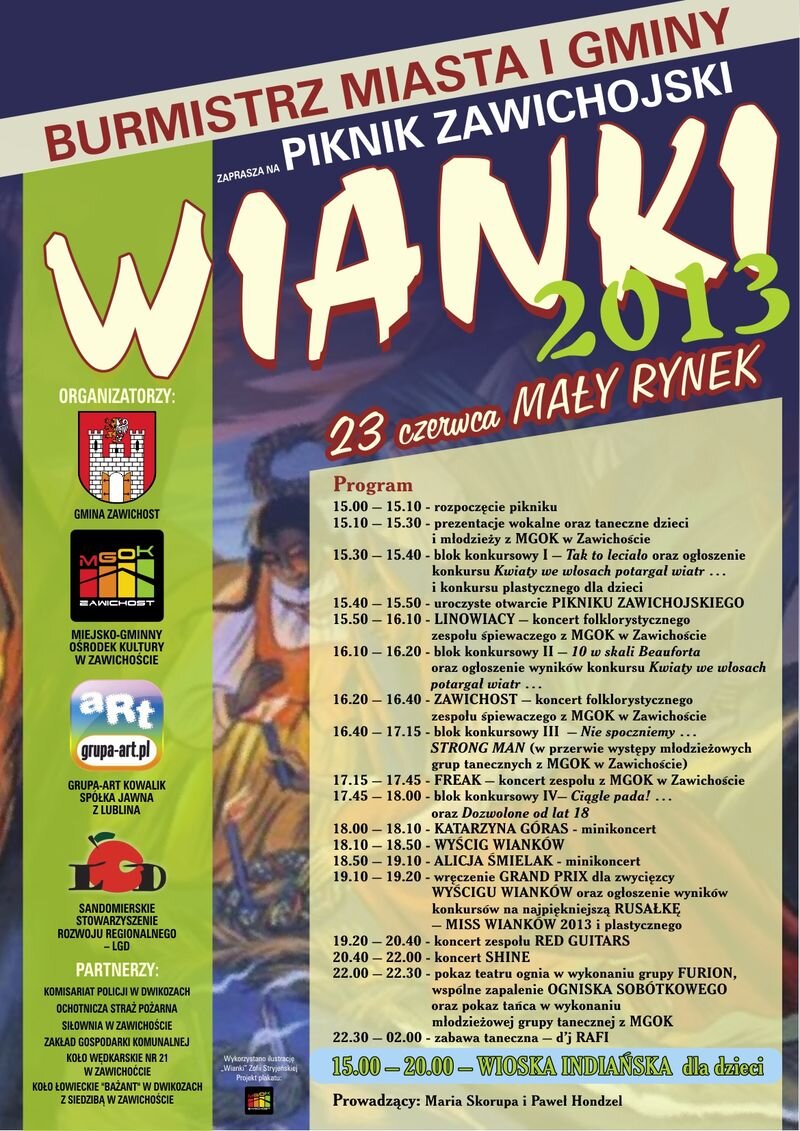 BURMISTRZ MIASTA I GMINY
ZAPRASZA NA PIKNIK ZAWICHOJSKI
WIANKI
2013
23 czerwca MAŁY RYNEK
ORGANIZATORZY:
GMINA ZAWICHOST
MGOK
ZAWICHOST
MIEJSKO-GMINNY
OŚRODEK KULTURY
W ZAWICHOŚCIE
aRt
grupa-art.pl
GRUPA-ART KOWALIK
SPÓŁKA JAWNA
Z LUBLINA
LGD
SANDOMIERSKIE
STOWARZYSZENIE
ROZWOJU REGIONALNEGO
– LGD
PARTNERZY:
KOMISARIAT POLICJI W DWIKOZACH
OCHOTNICZA STRAŻ POŻARNA
SIŁOWNIA W ZAWICHOŚCIE
ZAKŁAD GOSPODARKI KOMUNALNEJ
KOŁO WĘDKARSKIE NR 21
W ZAWICHOĆCIE
KOŁO ŁOWIECKIE "BAŻANT" W DWIKOZACH
Z SIEDZIBĄ W ZAWICHOŚCIE
Wykorzystano ilustrację
„Wianki” Zofii Stryjeńskiej
Projekt plakatu:
MGOK
ZAWICHOST
Program
15.00 – 15.10 - rozpoczęcie pikniku
15.10 – 15.30 - prezentacje wokalne oraz taneczne dzieci
i młodzieży z MGOK w Zawichoście
15.30 – 15.40 - blok konkursowy I – Tak to leciało oraz ogłoszenie
konkursu Kwiaty we włosach potargał wiatr ...
i konkursu plastycznego dla dzieci
15.40 – 15.50 - uroczyste otwarcie PIKNIKU ZAWICHOJSKIEGO
15.50 – 16.10 - LINOWIACY – koncert folklorystycznego
zespołu śpiewaczego z MGOK w Zawichoście
16.10 – 16.20 - blok konkursowy II – 10 w skali Beauforta
oraz ogłoszenie wyników konkursu Kwiaty we włosach
potargał wiatr ...
16.20 – 16.40 - ZAWICHOST – koncert folklorystycznego
zespołu śpiewaczego z MGOK w Zawichoście
16.40 – 17.15 - blok konkursowy III – Nie spoczniemy ...
STRONG MAN (w przerwie występy młodzieżowych
grup tanecznych z MGOK w Zawichoście)
17.15 – 17.45 - FREAK – koncert zespołu z MGOK w Zawichoście
17.45 – 18.00 - blok konkursowy IV– Ciągle pada! ...
oraz Dozwolone od lat 18
18.00 – 18.10 - KATARZYNA GÓRAS - minikoncert
18.10 – 18.50 - WYŚCIG WIANKÓW
18.50 – 19.10 - ALICJA ŚMIELAK - minikoncert
19.10 – 19.20 - wręczenie GRAND PRIX dla zwycięzcy
WYŚCIGU WIANKÓW oraz ogłoszenie wyników
konkursów na najpiękniejszą RUSAŁKĘ
– MISS WIANKÓW 2013 i plastycznego
19.20 – 20.40 - koncert zespołu RED GUITARS
20.40 – 22.00 - koncert SHINE
22.00 – 22.30 - pokaz teatru ognia w wykonaniu grupy FURION,
wspólne zapalenie OGNISKA SOBÓTKOWEGO
oraz pokaz tańca w wykonaniu
młodzieżowej grupy tanecznej z MGOK
22.30 – 02.00 - zabawa taneczna – d’j RAFI
15.00 – 20.00 – WIOSKA INDIAŃSKA dla dzieci
Prowadzący: Maria Skorupa i Paweł Hondzel